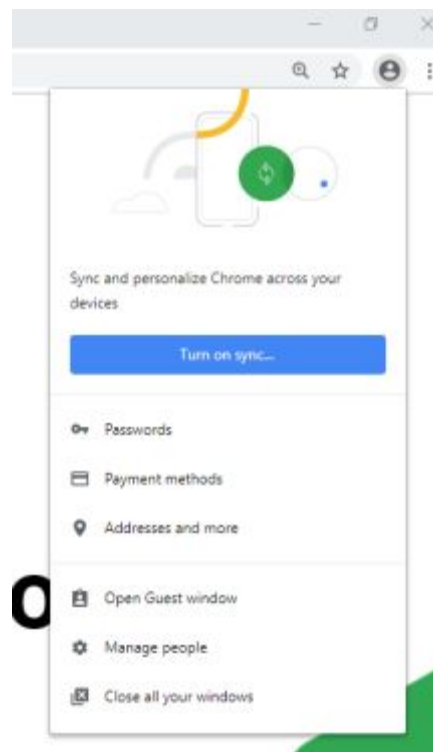 Sync and personalize Chrome across your
devices
Turn on sync...
Passwords
Payment methods
Addresses and more
Open Guest window
Manage people
Close all your windows